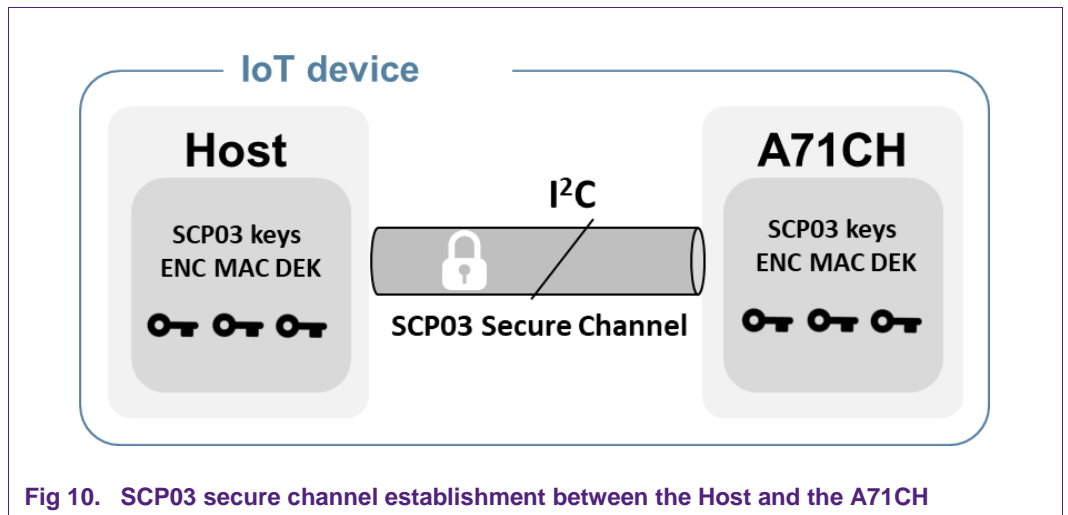 IoT device
Host
SCP03 keys
ENC MAC DEK
I²C
SCP03 Secure Channel
A71CH
SCP03 keys
ENC MAC DEK
Fig 10. SCP03 secure channel establishment between the Host and the A71CH